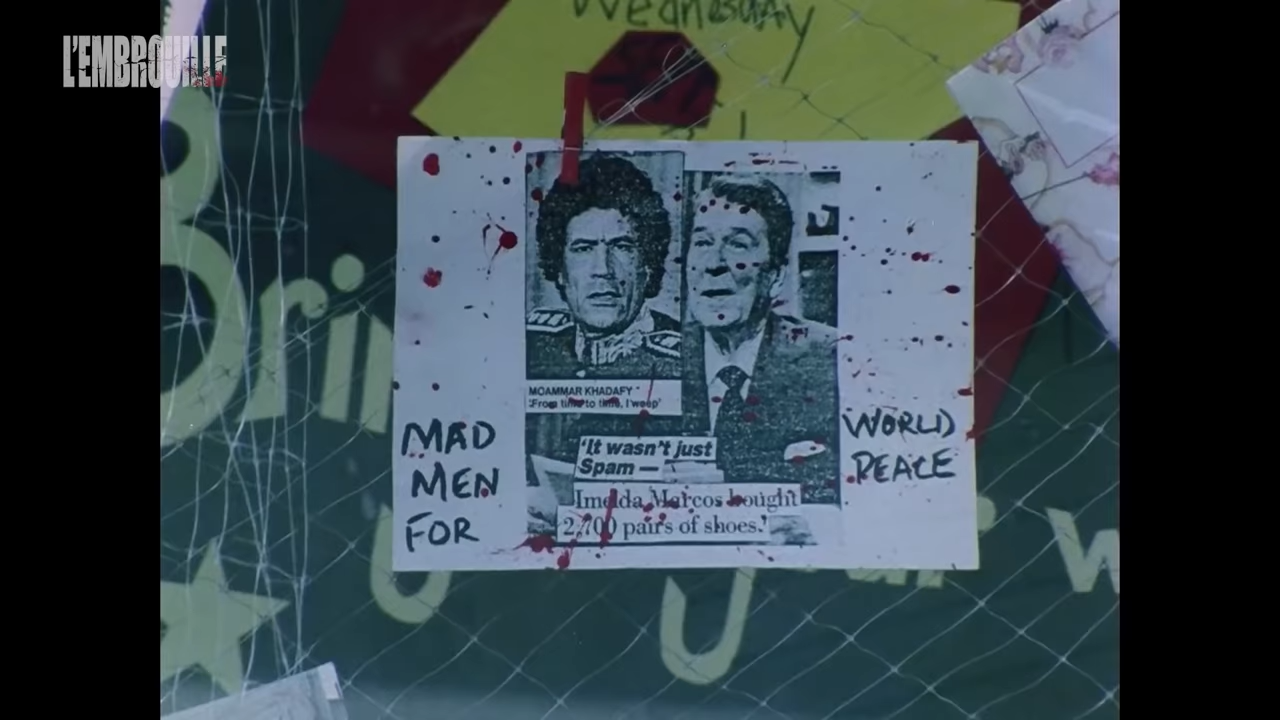 L'EMBROUILLE
Wednesday
MOAMMAR KHADAFY
'From time to time, I weep'
MAD
MEN
FOR
WORLD
PEACE
'It wasn't just
Spam —
Imelda Marcos bought
2,700 pairs of shoes.'